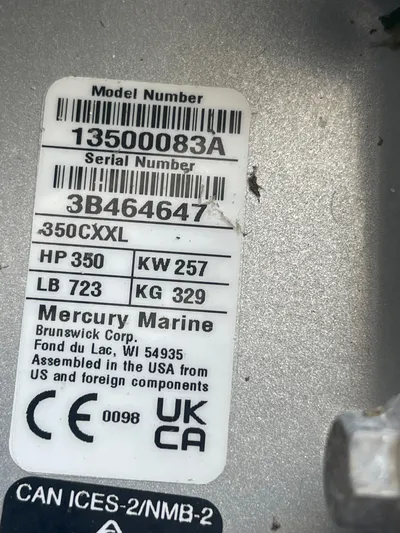 Model Number
13500083A
Serial Number
3B464647
350CXXL
HP 350 KW 257
LB 723 KG 329
Mercury Marine
Brunswick Corp.
Fond du Lac, WI 54935
Assembled in the USA from
US and foreign components
CE 0098 UK
CA
CAN ICES-2/NMB-2